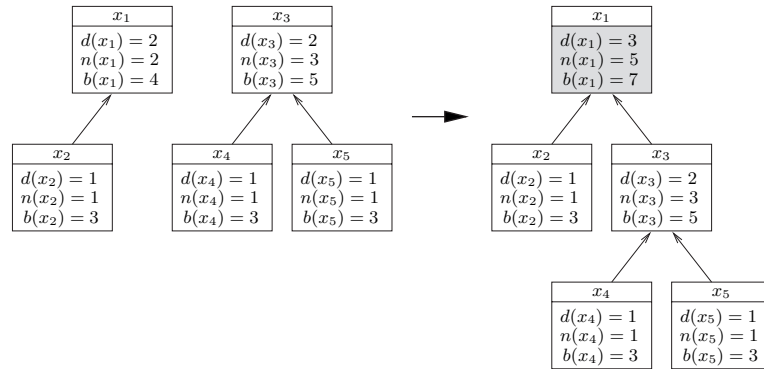 x₁
d(x₁) = 2
n(x₁) = 2
b(x₁) = 4
x₃
d(x₃) = 2
n(x₃) = 3
b(x₃) = 5
x₂
d(x₂) = 1
n(x₂) = 1
b(x₂) = 3
x₄
d(x₄) = 1
n(x₄) = 1
b(x₄) = 3
x₅
d(x₅) = 1
n(x₅) = 1
b(x₅) = 3
x₁
d(x₁) = 3
n(x₁) = 5
b(x₁) = 7
x₂
d(x₂) = 1
n(x₂) = 1
b(x₂) = 3
x₃
d(x₃) = 2
n(x₃) = 3
b(x₃) = 5
x₄
d(x₄) = 1
n(x₄) = 1
b(x₄) = 3
x₅
d(x₅) = 1
n(x₅) = 1
b(x₅) = 3